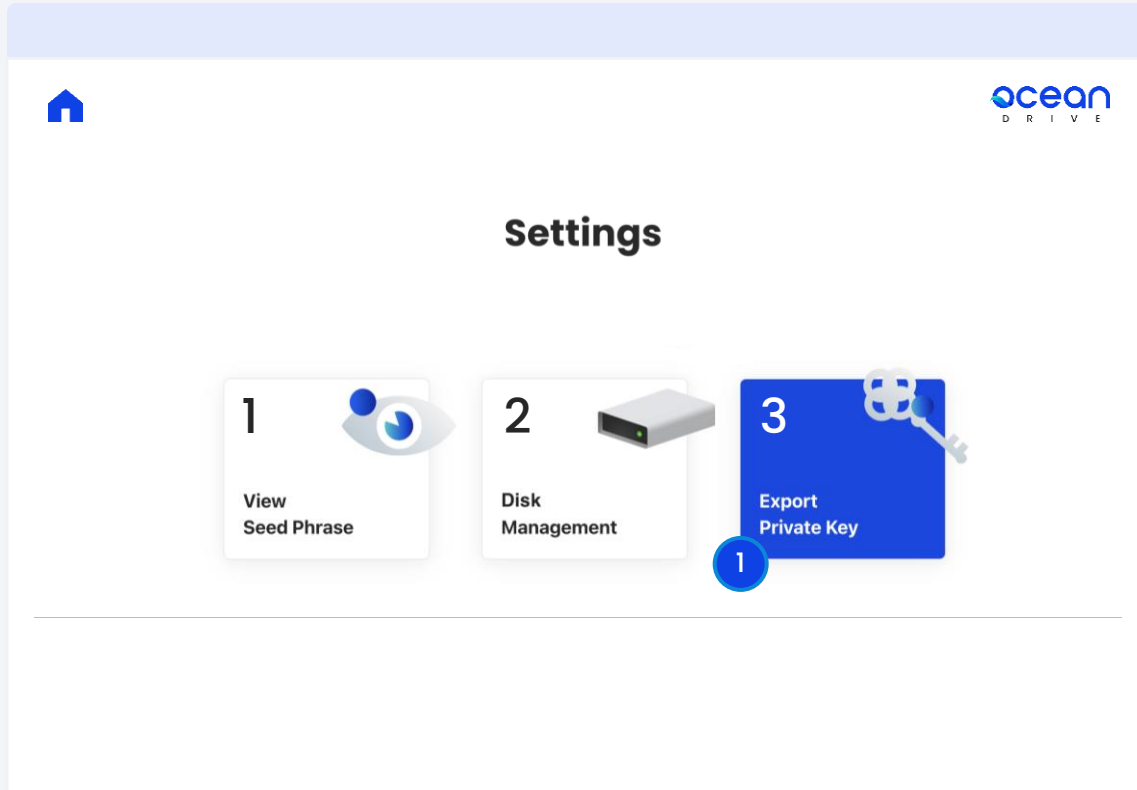 ocean
DRIVE
Settings
1
View
Seed Phrase
2
Disk
Management
3
Export
Private Key
1